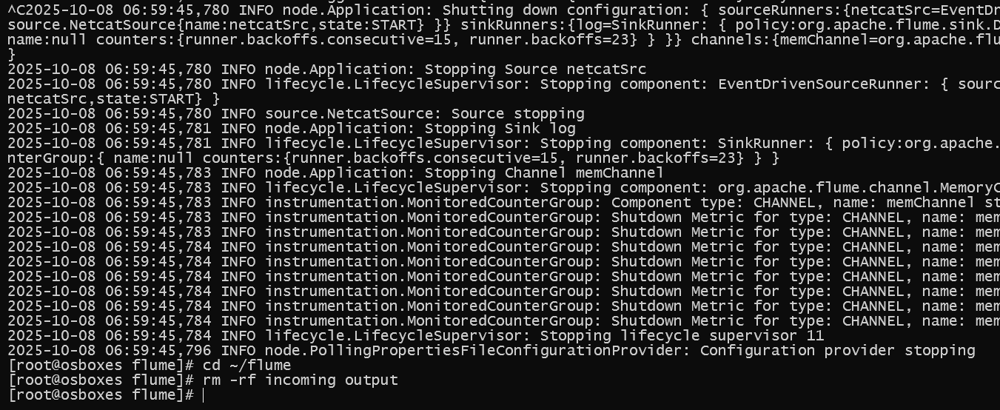 ^C2025-10-08 06:59:45,780 INFO node.Application: Shutting down configuration: { sourceRunners:{netcatSrc=EventDr
source.NetcatSource{name:netcatSrc,state:START} }} sinkRunners:{log=SinkRunner: { policy:org.apache.flume.sink.D
name:null counters:{runner.backoffs.consecutive=15, runner.backoffs=23} } }} channels:{memChannel=org.apache.flu
}
2025-10-08 06:59:45,780 INFO node.Application: Stopping Source netcatSrc
2025-10-08 06:59:45,780 INFO lifecycle.LifecycleSupervisor: Stopping component: EventDrivenSourceRunner: { sourc
netcatSrc,state:START} }
2025-10-08 06:59:45,780 INFO source.NetcatSource: Source stopping
2025-10-08 06:59:45,781 INFO node.Application: Stopping Sink log
2025-10-08 06:59:45,781 INFO lifecycle.LifecycleSupervisor: Stopping component: SinkRunner: { policy:org.apache.
nterGroup:{ name:null counters:{runner.backoffs.consecutive=15, runner.backoffs=23} } }
2025-10-08 06:59:45,783 INFO node.Application: Stopping Channel memChannel
2025-10-08 06:59:45,783 INFO lifecycle.LifecycleSupervisor: Stopping component: org.apache.flume.channel.MemoryC
2025-10-08 06:59:45,783 INFO instrumentation.MonitoredCounterGroup: Component type: CHANNEL, name: memChannel st
2025-10-08 06:59:45,783 INFO instrumentation.MonitoredCounterGroup: Shutdown Metric for type: CHANNEL, name: mem
2025-10-08 06:59:45,783 INFO instrumentation.MonitoredCounterGroup: Shutdown Metric for type: CHANNEL, name: mem
2025-10-08 06:59:45,784 INFO instrumentation.MonitoredCounterGroup: Shutdown Metric for type: CHANNEL, name: mem
2025-10-08 06:59:45,784 INFO instrumentation.MonitoredCounterGroup: Shutdown Metric for type: CHANNEL, name: mem
2025-10-08 06:59:45,784 INFO instrumentation.MonitoredCounterGroup: Shutdown Metric for type: CHANNEL, name: mem
2025-10-08 06:59:45,784 INFO instrumentation.MonitoredCounterGroup: Shutdown Metric for type: CHANNEL, name: mem
2025-10-08 06:59:45,784 INFO instrumentation.MonitoredCounterGroup: Shutdown Metric for type: CHANNEL, name: mem
2025-10-08 06:59:45,784 INFO instrumentation.MonitoredCounterGroup: Shutdown Metric for type: CHANNEL, name: mem
2025-10-08 06:59:45,784 INFO lifecycle.LifecycleSupervisor: Stopping lifecycle supervisor 11
2025-10-08 06:59:45,796 INFO node.PollingPropertiesFileConfigurationProvider: Configuration provider stopping
[root@osboxes flume]# cd ~/flume
[root@osboxes flume]# rm -rf incoming output
[root@osboxes flume]#